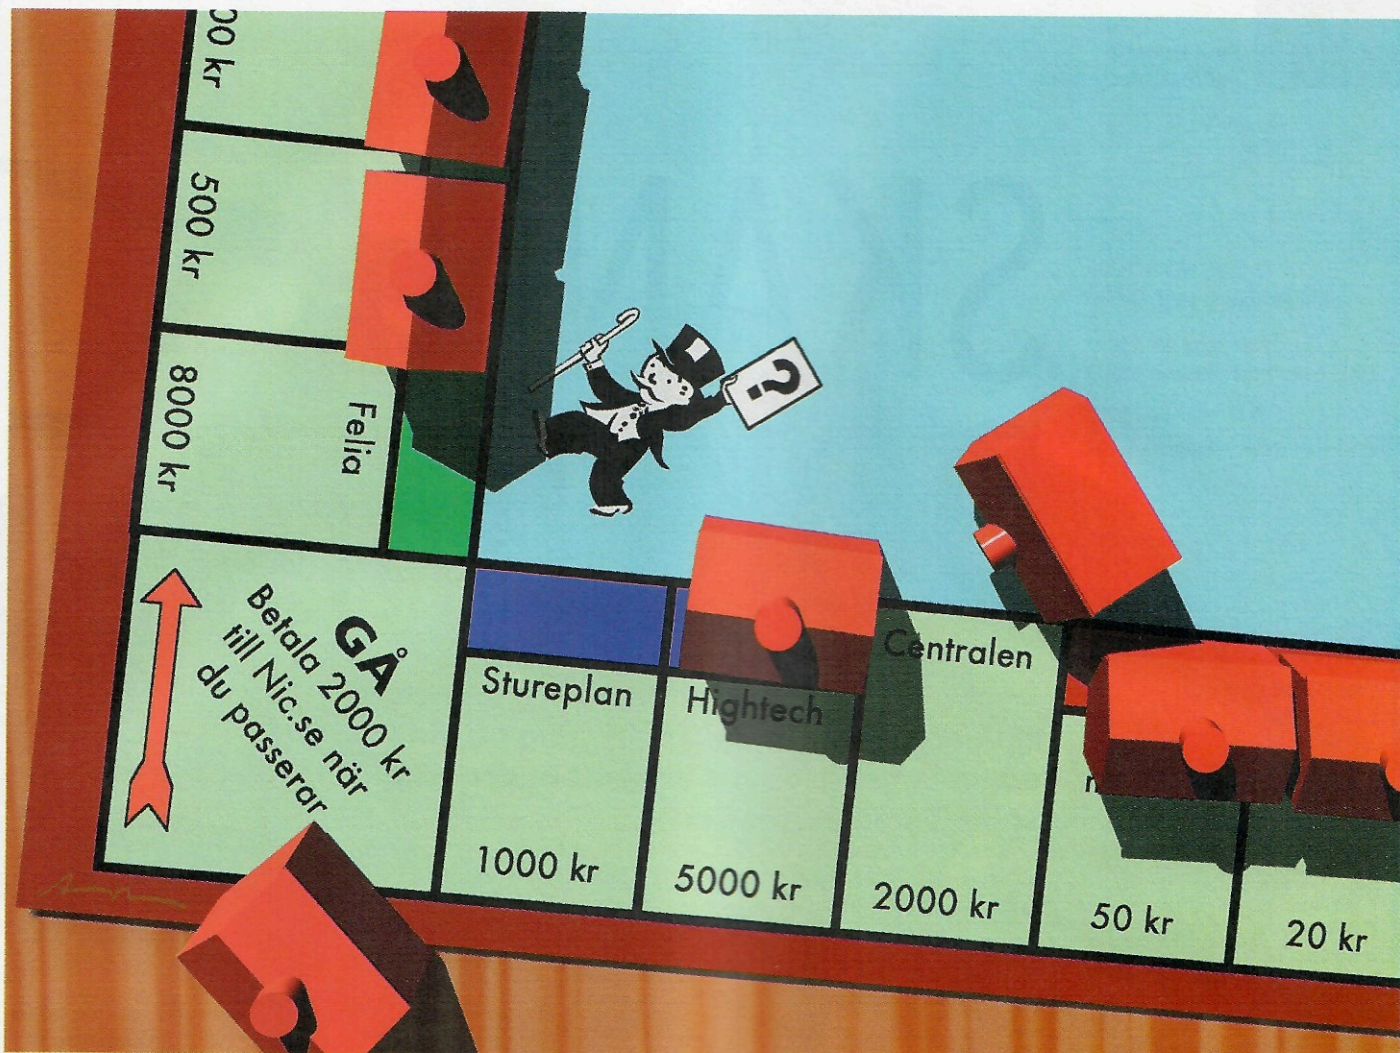 00 kr
500 kr
8000 kr
Felia
?
GÅ
Betala 2000 kr
till Nic.se när
du passerar
Stureplan
1000 kr
Hightech
5000 kr
Centralen
2000 kr
50 kr
20 kr